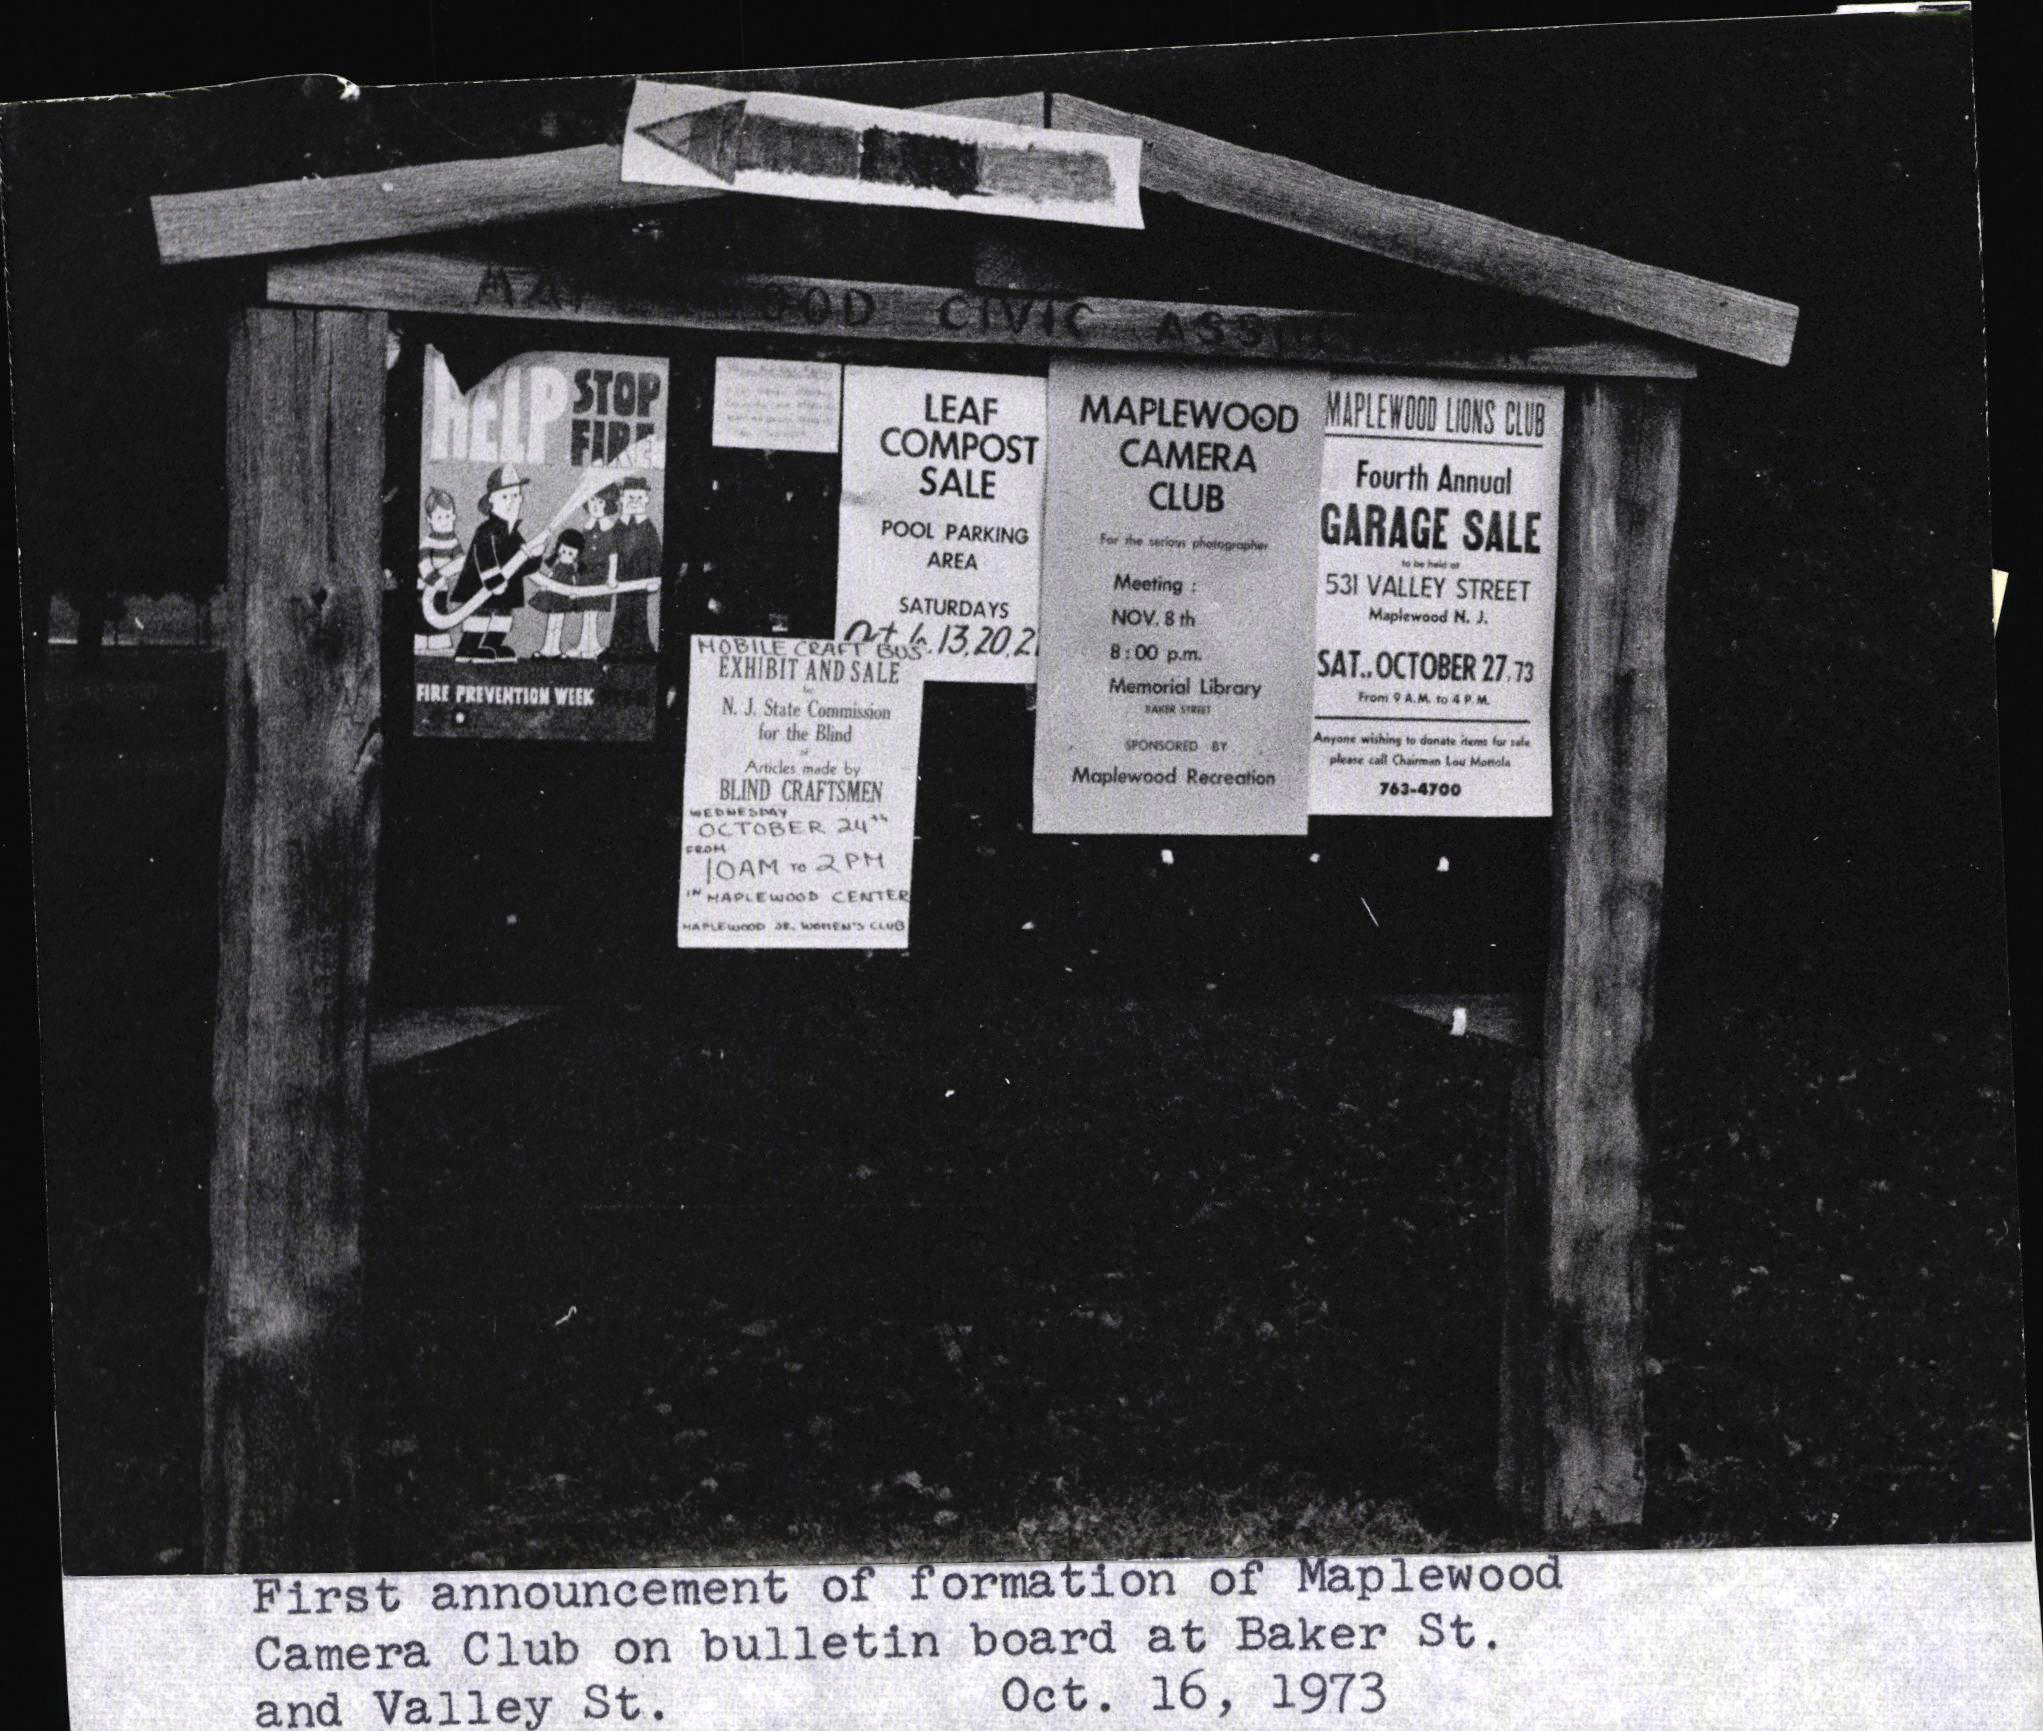 CIVIC
HELP STOP
FIRE
FIRE PREVENTION WEEK
LEAF
COMPOST
SALE
POOL PARKING
AREA
SATURDAYS
13, 20,
MOBILE CRAFT BUS
EXHIBIT AND SALE
by
N. J. State Commission
for the Blind
of
Articles made by
BLIND CRAFTSMEN
WEDNESDAY
OCTOBER 24th
FROM
10AM TO 2PM
IN MAPLEWOOD CENTER
MAPLEWOOD JR. WOMEN'S CLUB
MAPLEWOOD
CAMERA
CLUB
For the serious photographer
Meeting :
NOV. 8th
8:00 p.m.
Memorial Library
BAKER STREET
SPONSORED BY
Maplewood Recreation
MAPLEWOOD LIONS CLUB
Fourth Annual
GARAGE SALE
to be held at
531 VALLEY STREET
Maplewood N. J.
SAT., OCTOBER 27, 73
From 9 A.M. to 4 P.M.
Anyone wishing to donate items for sale
please call Chairman Lou Mottola
763-4700
First announcement of formation of Maplewood
Camera Club on bulletin board at Baker St.
and Valley St. Oct. 16, 1973